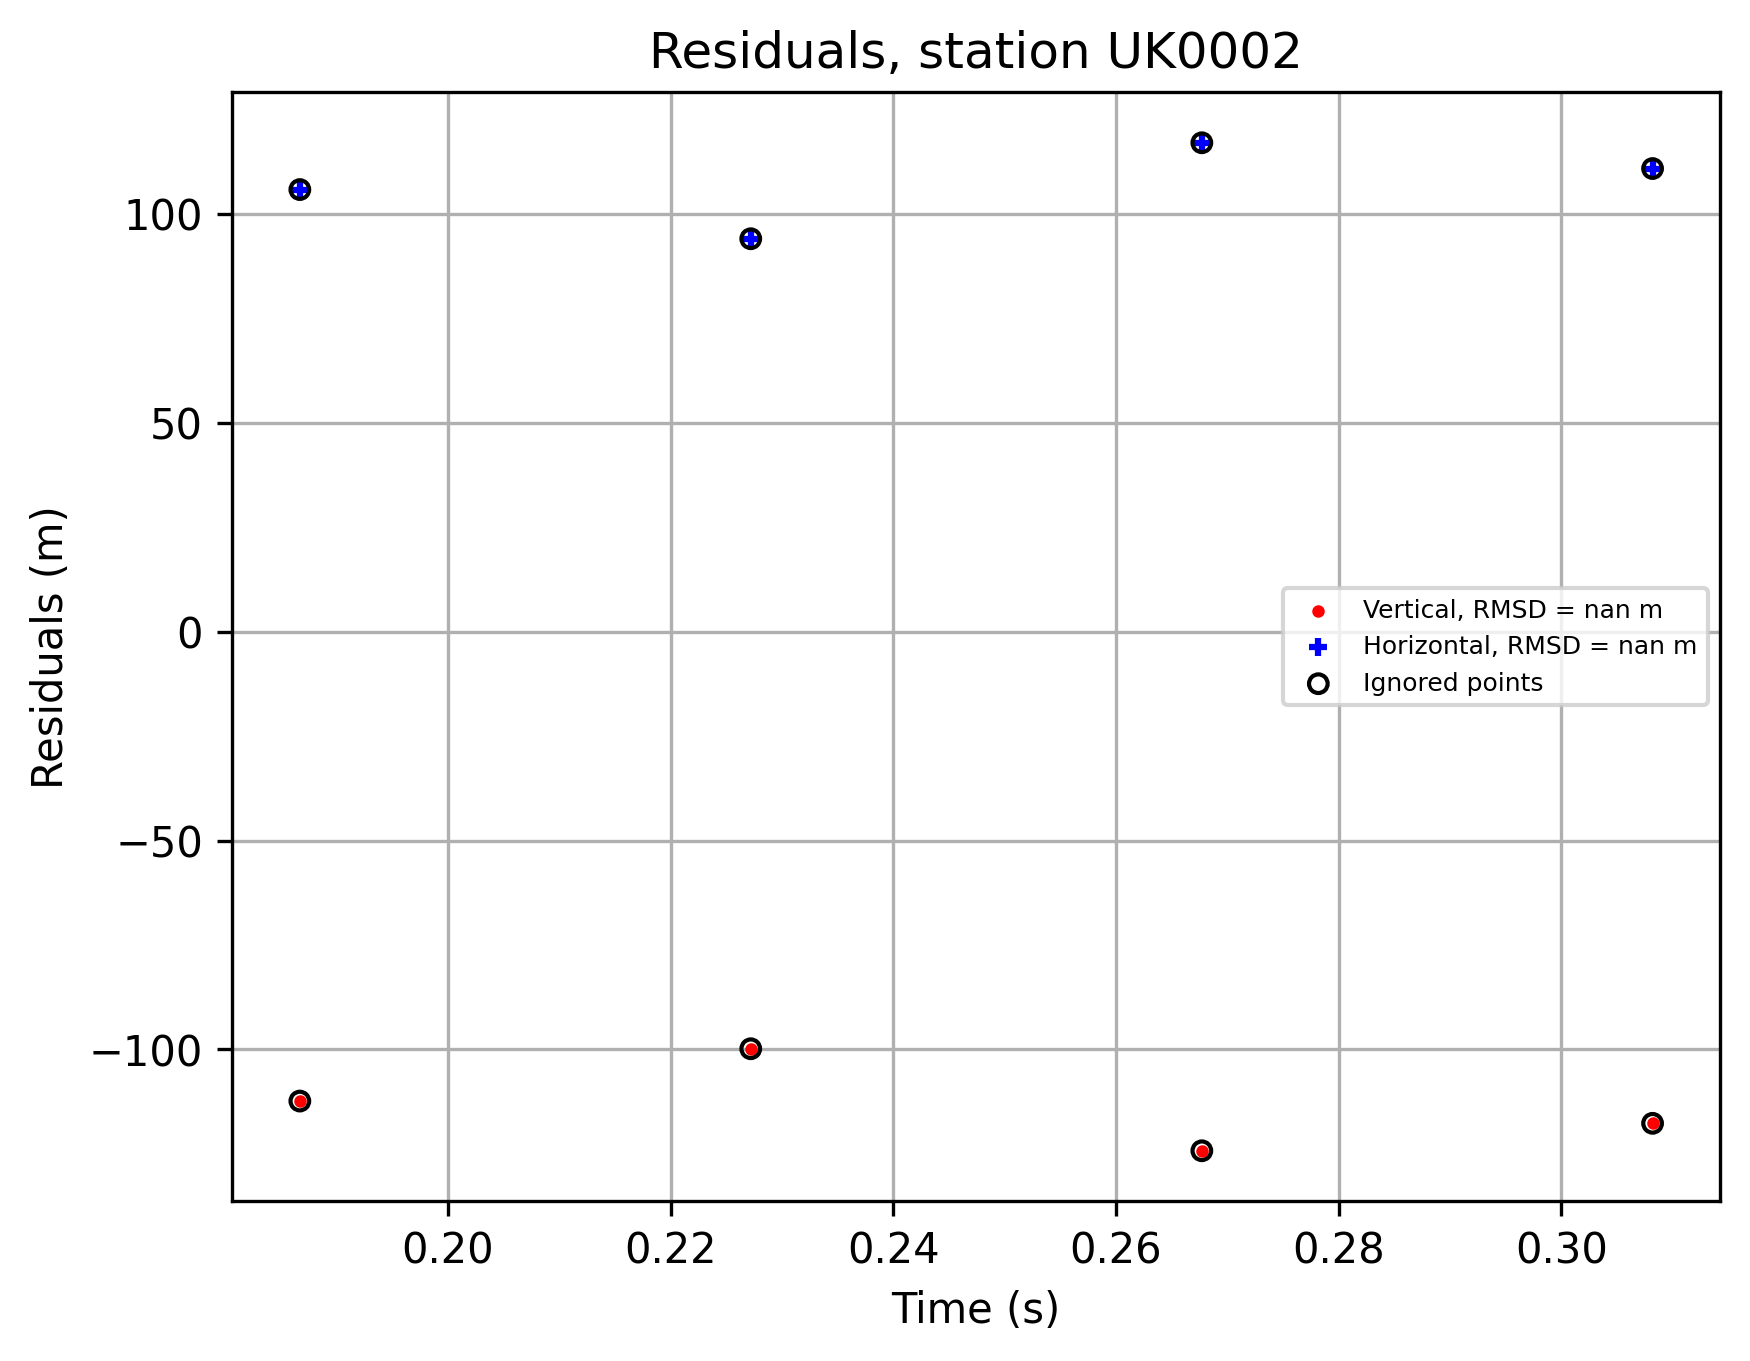 Residuals, station UK0002
Residuals (m)
100
50
0
−50
−100
Vertical, RMSD = nan m
Horizontal, RMSD = nan m
Ignored points
0.20 0.22 0.24 0.26 0.28 0.30
Time (s)